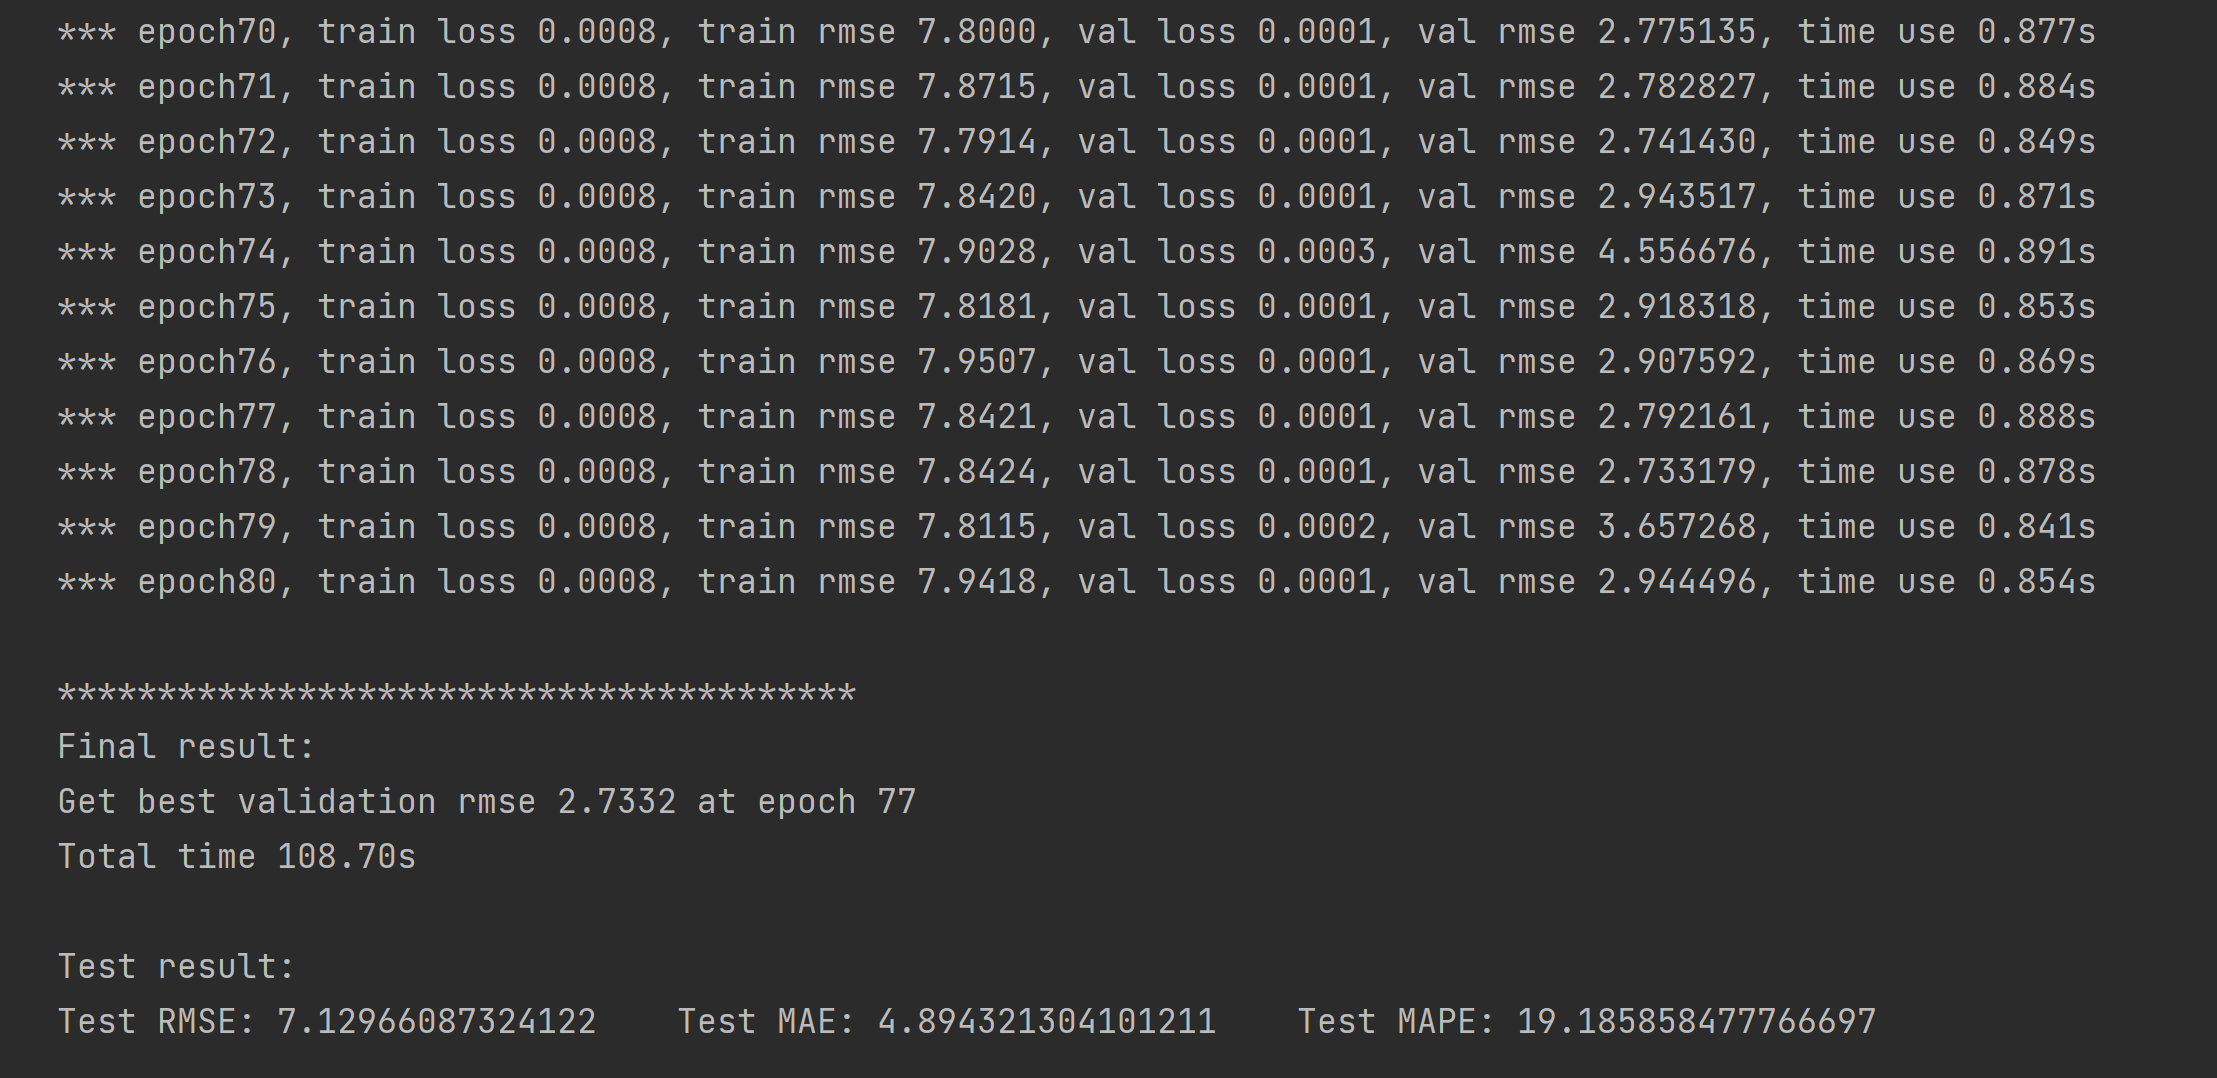 *** epoch70, train loss 0.0008, train rmse 7.8000, val loss 0.0001, val rmse 2.775135, time use 0.877s
*** epoch71, train loss 0.0008, train rmse 7.8715, val loss 0.0001, val rmse 2.782827, time use 0.884s
*** epoch72, train loss 0.0008, train rmse 7.7914, val loss 0.0001, val rmse 2.741430, time use 0.849s
*** epoch73, train loss 0.0008, train rmse 7.8420, val loss 0.0001, val rmse 2.943517, time use 0.871s
*** epoch74, train loss 0.0008, train rmse 7.9028, val loss 0.0003, val rmse 4.556676, time use 0.891s
*** epoch75, train loss 0.0008, train rmse 7.8181, val loss 0.0001, val rmse 2.918318, time use 0.853s
*** epoch76, train loss 0.0008, train rmse 7.9507, val loss 0.0001, val rmse 2.907592, time use 0.869s
*** epoch77, train loss 0.0008, train rmse 7.8421, val loss 0.0001, val rmse 2.792161, time use 0.888s
*** epoch78, train loss 0.0008, train rmse 7.8424, val loss 0.0001, val rmse 2.733179, time use 0.878s
*** epoch79, train loss 0.0008, train rmse 7.8115, val loss 0.0002, val rmse 3.657268, time use 0.841s
*** epoch80, train loss 0.0008, train rmse 7.9418, val loss 0.0001, val rmse 2.944496, time use 0.854s
****************************************
Final result:
Get best validation rmse 2.7332 at epoch 77
Total time 108.70s
Test result:
Test RMSE: 7.12966087324122    Test MAE: 4.894321304101211    Test MAPE: 19.185858477766697